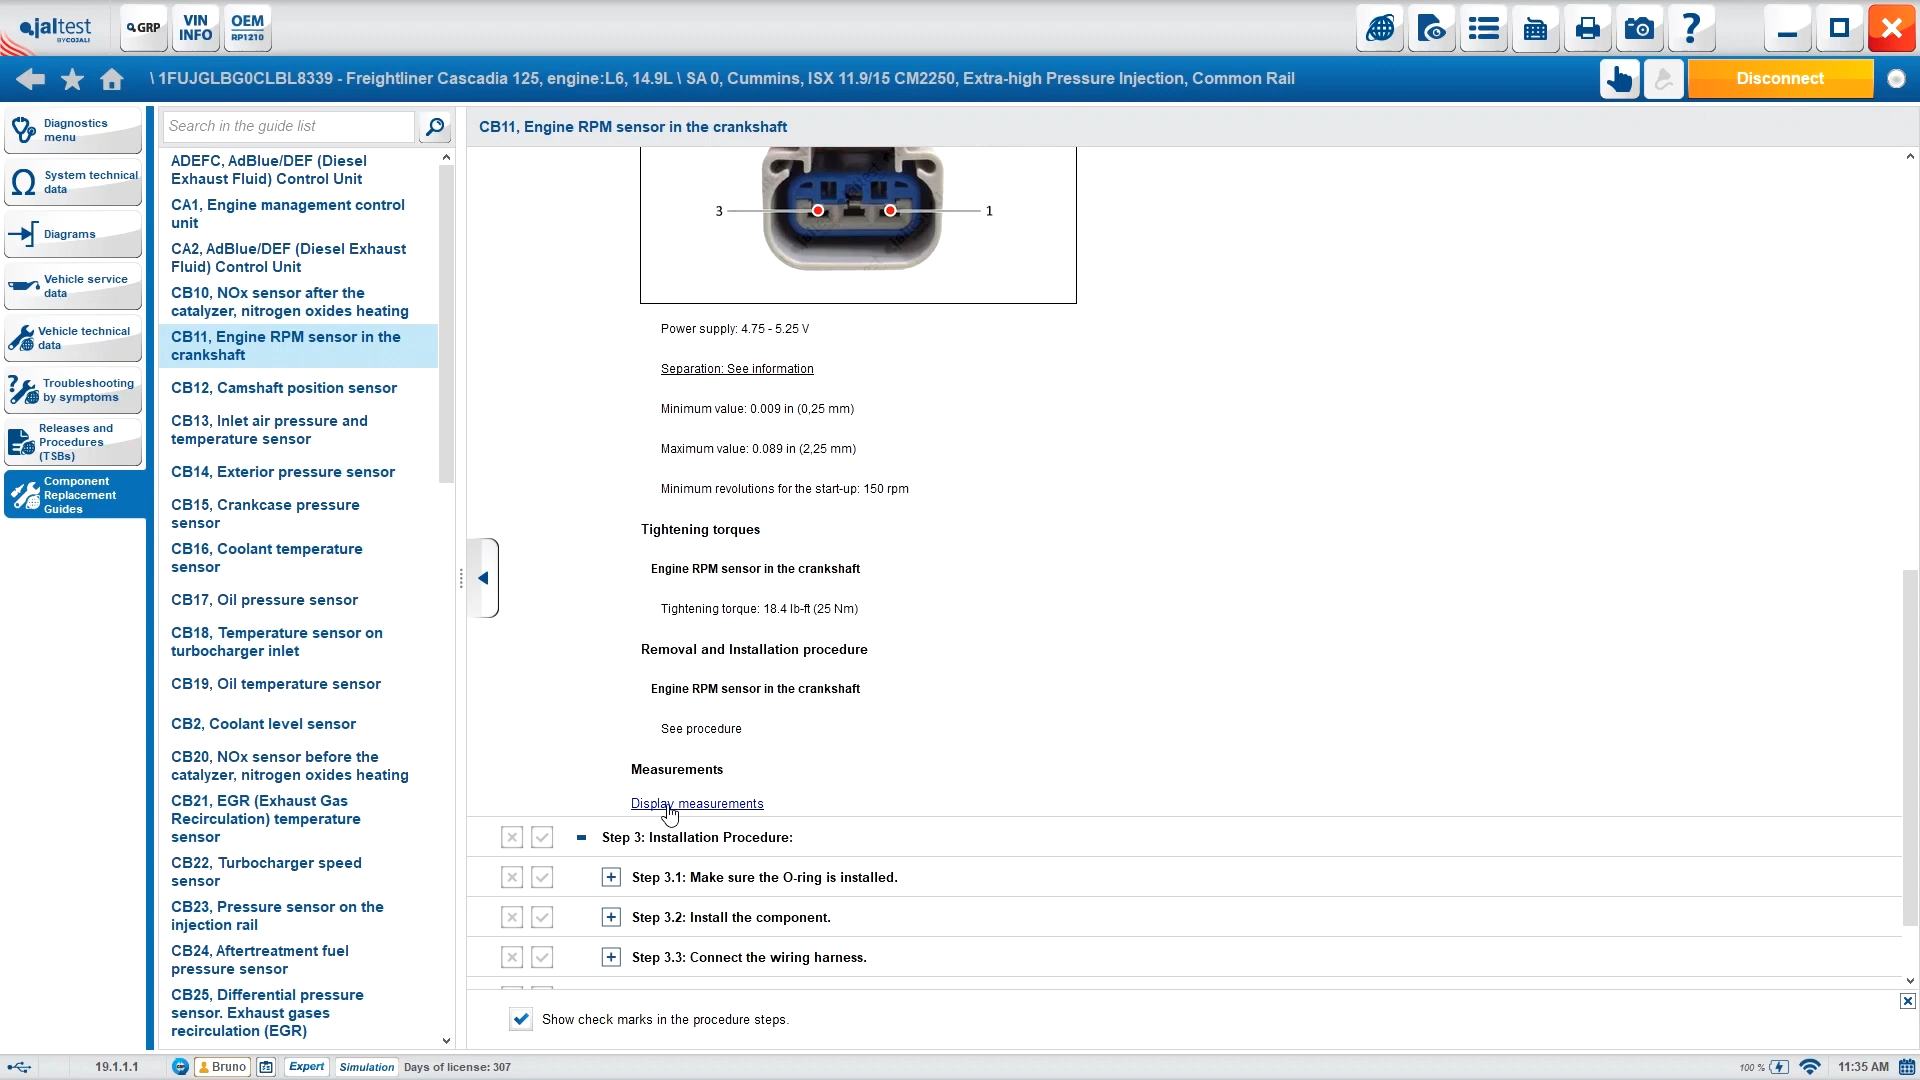 jaltest
BY COJALI
GRP
VIN
INFO
OEM
RP1210
?
\ 1FUJGLBG0CLBL8339 - Freightliner Cascadia 125, engine:L6, 14.9L \ SA 0, Cummins, ISX 11.9/15 CM2250, Extra-high Pressure Injection, Common Rail
Disconnect
Diagnostics
menu
System technical
data
Diagrams
Vehicle service
data
Vehicle technical
data
Troubleshooting
by symptoms
Releases and
Procedures
(TSBs)
Component
Replacement
Guides
Search in the guide list
ADEFC, AdBlue/DEF (Diesel
Exhaust Fluid) Control Unit
CA1, Engine management control
unit
CA2, AdBlue/DEF (Diesel Exhaust
Fluid) Control Unit
CB10, NOx sensor after the
catalyzer, nitrogen oxides heating
CB11, Engine RPM sensor in the
crankshaft
CB12, Camshaft position sensor
CB13, Inlet air pressure and
temperature sensor
CB14, Exterior pressure sensor
CB15, Crankcase pressure
sensor
CB16, Coolant temperature
sensor
CB17, Oil pressure sensor
CB18, Temperature sensor on
turbocharger inlet
CB19, Oil temperature sensor
CB2, Coolant level sensor
CB20, NOx sensor before the
catalyzer, nitrogen oxides heating
CB21, EGR (Exhaust Gas
Recirculation) temperature
sensor
CB22, Turbocharger speed
sensor
CB23, Pressure sensor on the
injection rail
CB24, Aftertreatment fuel
pressure sensor
CB25, Differential pressure
sensor. Exhaust gases
recirculation (EGR)
CB11, Engine RPM sensor in the crankshaft
3
1
Power supply: 4.75 - 5.25 V
Separation: See information
Minimum value: 0.009 in (0,25 mm)
Maximum value: 0.089 in (2,25 mm)
Minimum revolutions for the start-up: 150 rpm
Tightening torques
Engine RPM sensor in the crankshaft
Tightening torque: 18.4 lb-ft (25 Nm)
Removal and Installation procedure
Engine RPM sensor in the crankshaft
See procedure
Measurements
Display measurements
Step 3: Installation Procedure:
Step 3.1: Make sure the O-ring is installed.
Step 3.2: Install the component.
Step 3.3: Connect the wiring harness.
Show check marks in the procedure steps.
19.1.1.1
Bruno
Expert
Simulation
Days of license: 307
100 %
11:35 AM